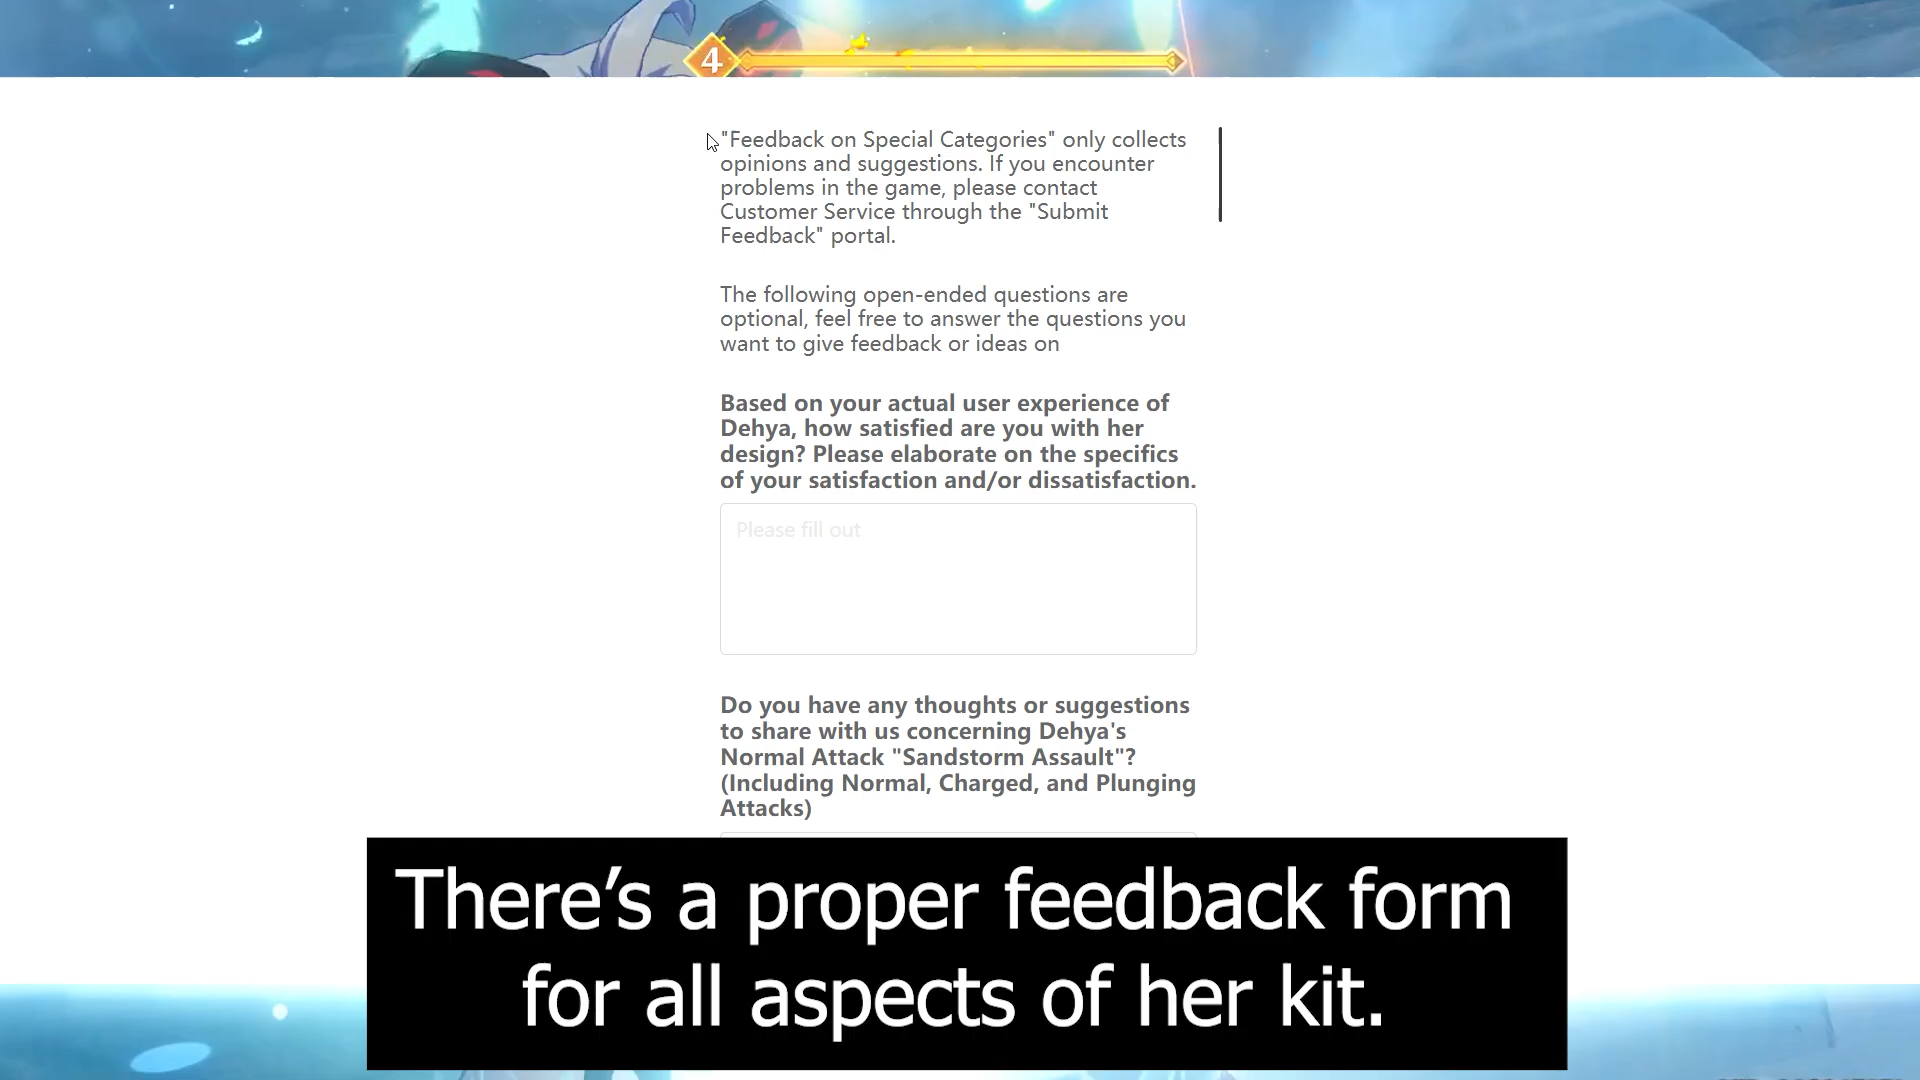 4
"Feedback on Special Categories" only collects
opinions and suggestions. If you encounter
problems in the game, please contact
Customer Service through the "Submit
Feedback" portal.
The following open-ended questions are
optional, feel free to answer the questions you
want to give feedback or ideas on
Based on your actual user experience of
Dehya, how satisfied are you with her
design? Please elaborate on the specifics
of your satisfaction and/or dissatisfaction.
Please fill out
Do you have any thoughts or suggestions
to share with us concerning Dehya's
Normal Attack "Sandstorm Assault"?
(Including Normal, Charged, and Plunging
Attacks)
There’s a proper feedback form
for all aspects of her kit.